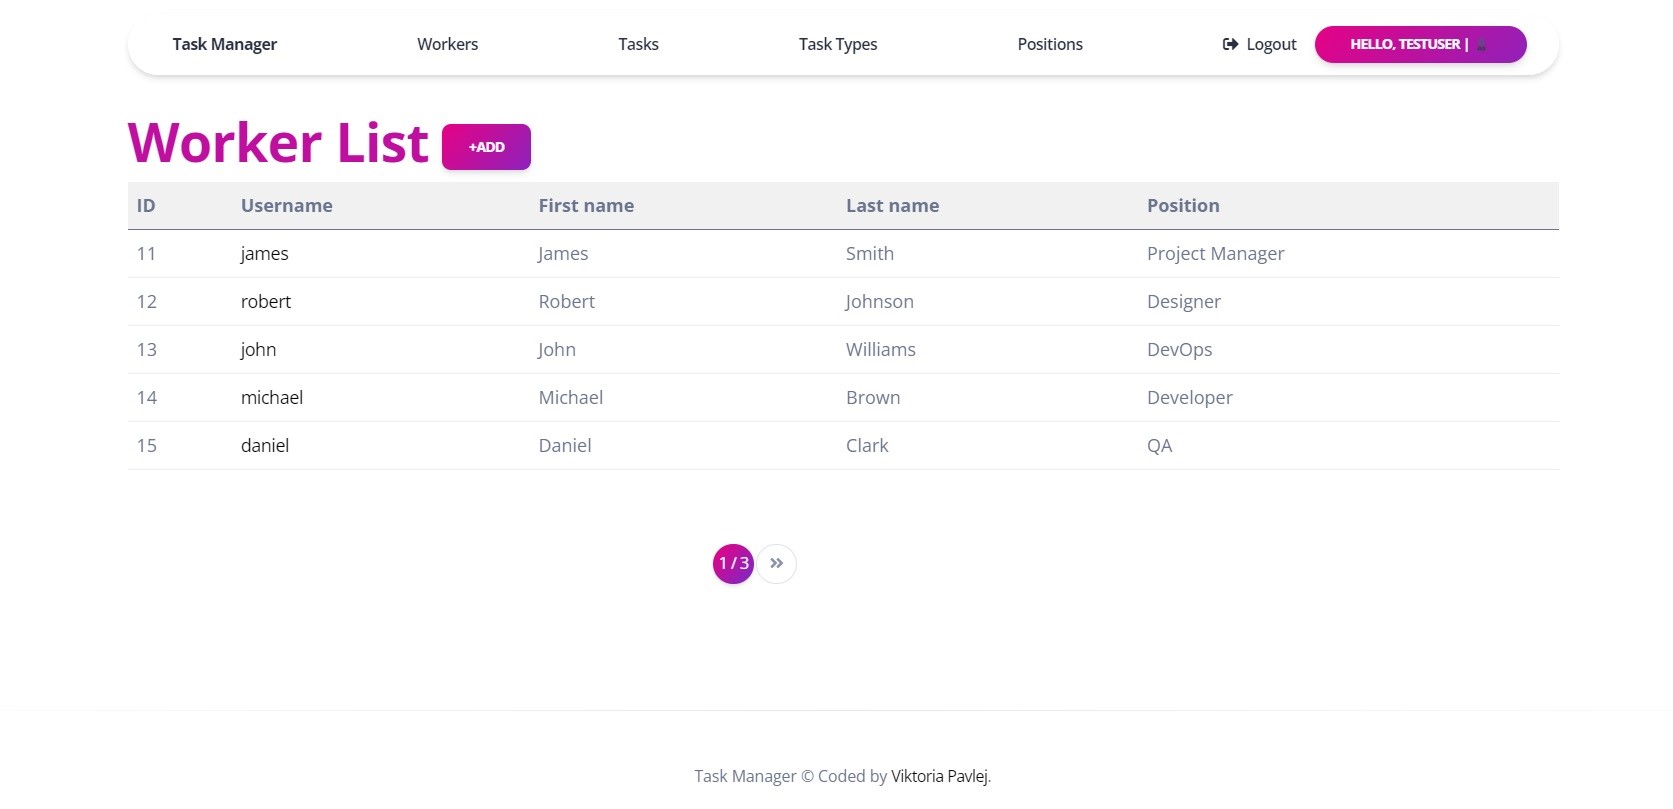 Task Manager Workers Tasks Task Types Positions Logout HELLO, TESTUSER |
Worker List +ADD
ID Username First name Last name Position
11 james James Smith Project Manager
12 robert Robert Johnson Designer
13 john John Williams DevOps
14 michael Michael Brown Developer
15 daniel Daniel Clark QA
1 / 3 »
Task Manager © Coded by Viktoria Pavlej.